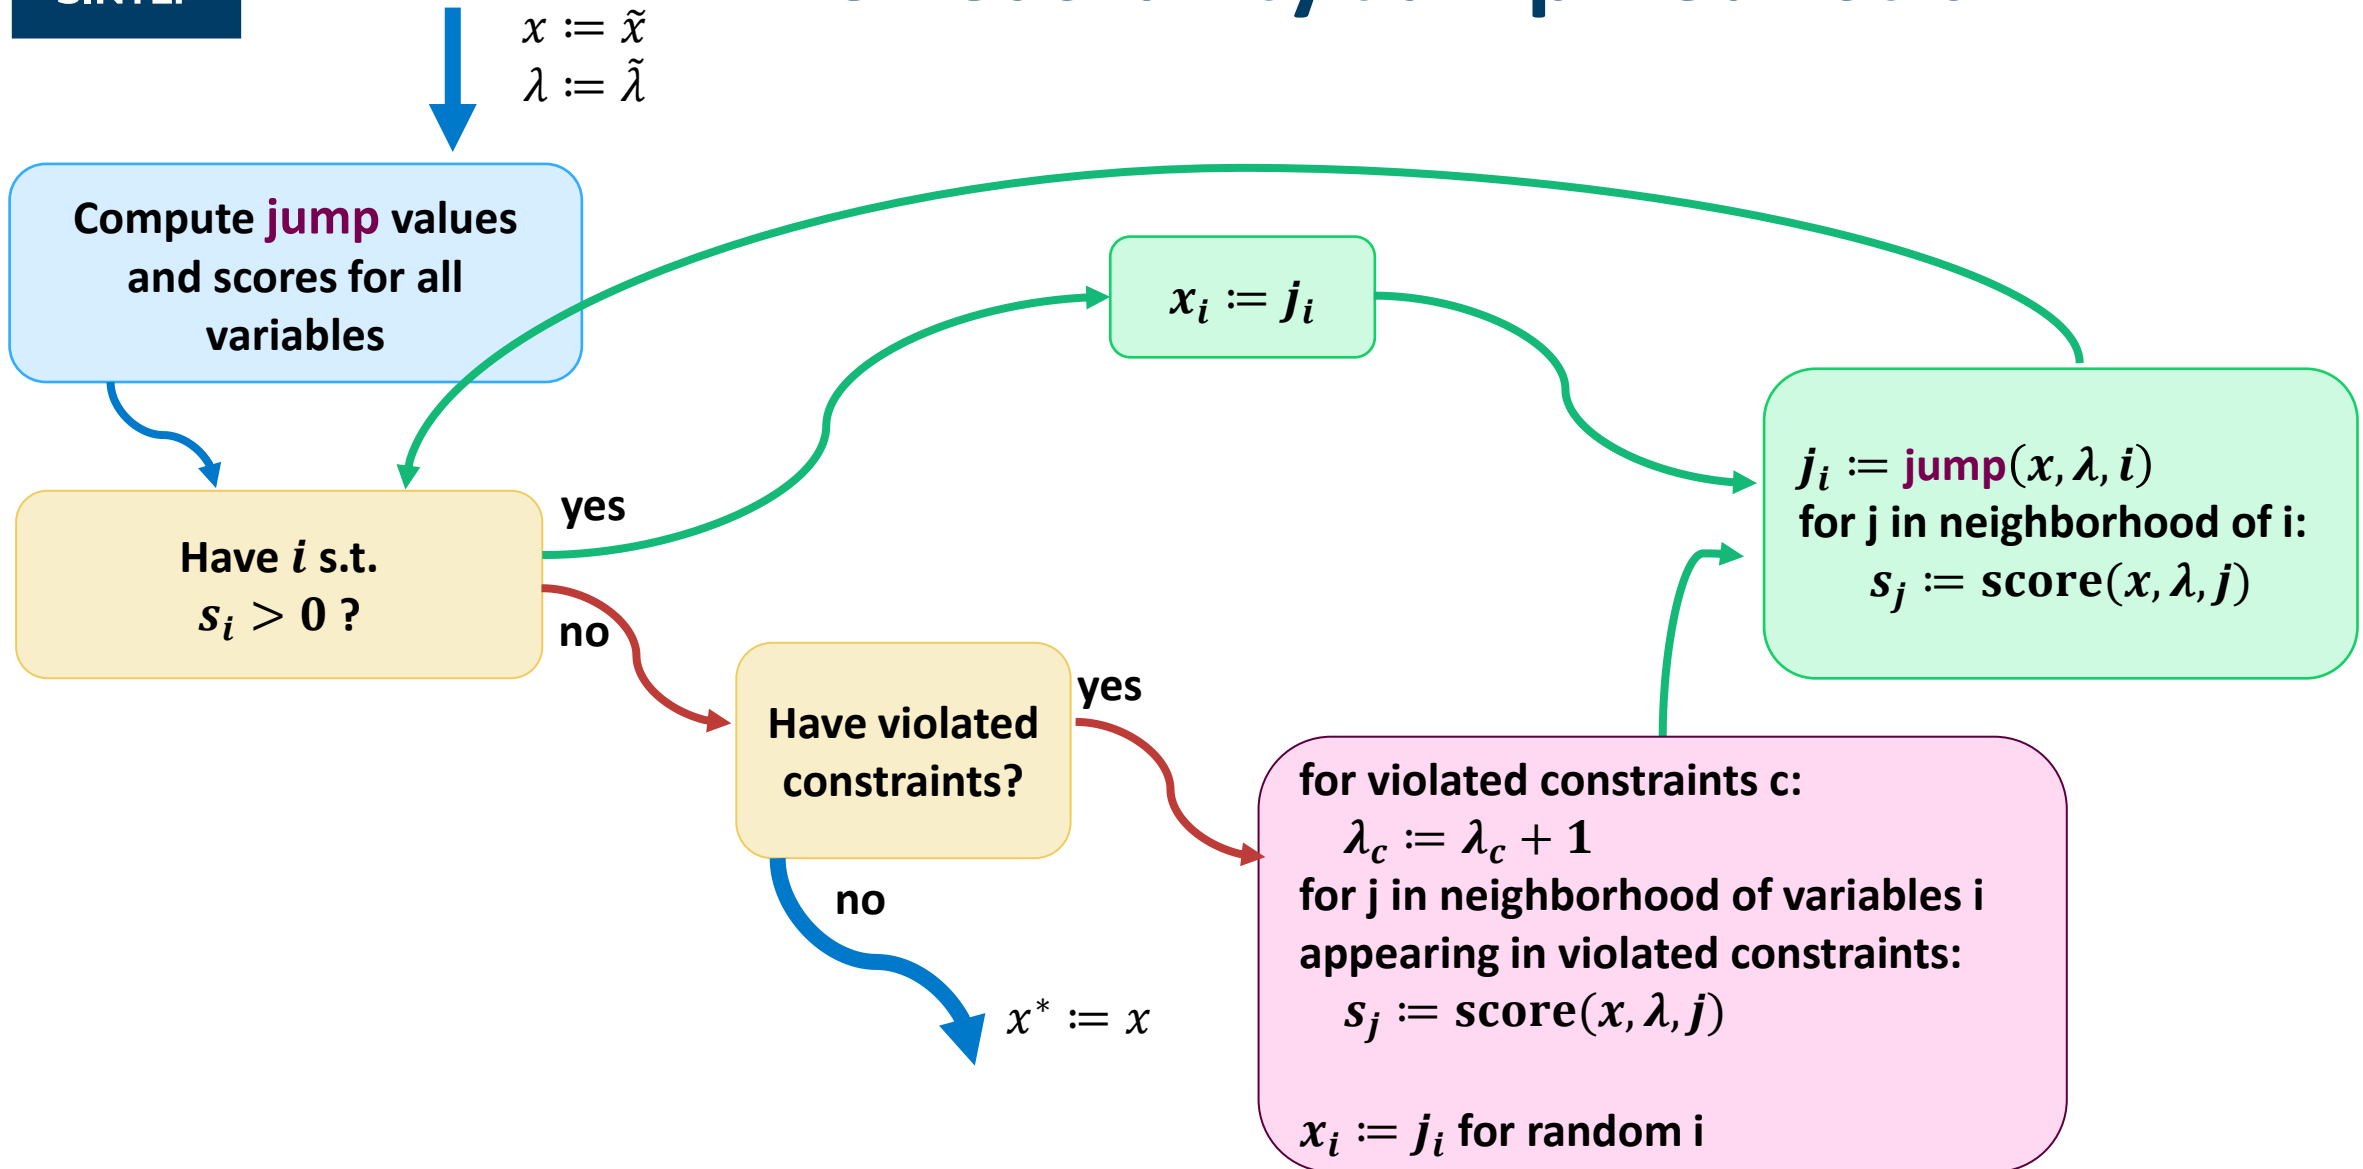 x := x̃
λ := λ̃
Compute jump values
and scores for all
variables
x_i := j_i
j_i := jump(x, λ, i)
for j in neighborhood of i:
s_j := score(x, λ, j)
yes
Have i s.t.
s_i > 0 ?
no
Have violated
constraints?
yes
no
x* := x
for violated constraints c:
λ_c := λ_c + 1
for j in neighborhood of variables i
appearing in violated constraints:
s_j := score(x, λ, j)
x_i := j_i for random i